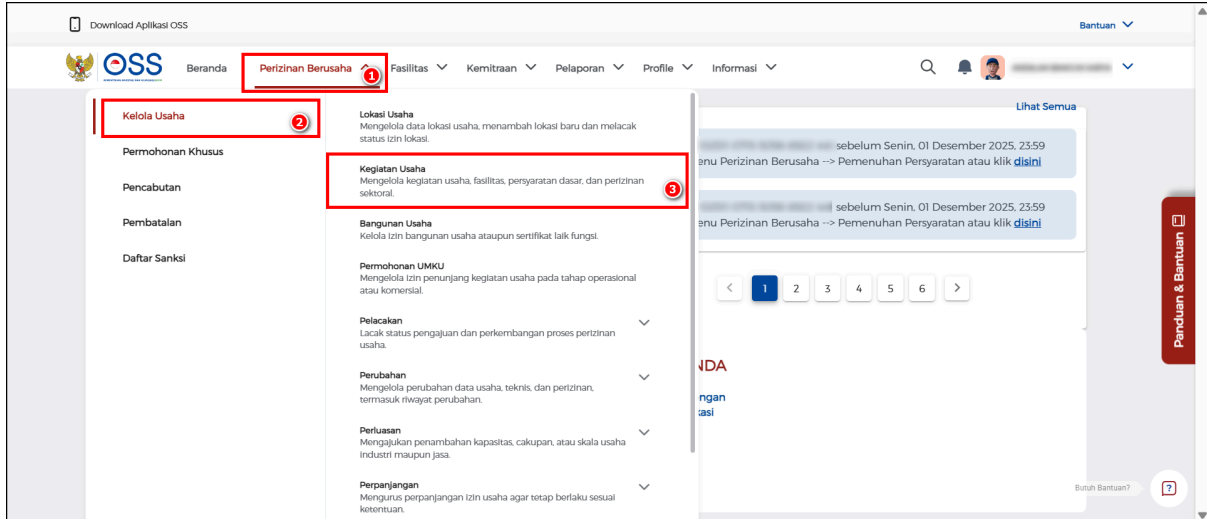 Download Aplikasi OSS
Bantuan
OSS
Beranda
Perizinan Berusaha
1
Fasilitas
Kemitraan
Pelaporan
Profile
Informasi
Kelola Usaha
2
Permohonan Khusus
Pencabutan
Pembatalan
Daftar Sanksi
Lokasi Usaha
Mengelola data lokasi usaha, menambah lokasi baru dan melacak
status izin lokasi.
Kegiatan Usaha
Mengelola kegiatan usaha, fasilitas, persyaratan dasar, dan perizinan
sektoral.
3
Bangunan Usaha
Kelola izin bangunan usaha ataupun sertifikat laik fungsi.
Permohonan UMKU
Mengelola izin penunjang kegiatan usaha pada tahap operasional
atau komersial.
Pelacakan
Lacak status pengajuan dan perkembangan proses perizinan
usaha.
Perubahan
Mengelola perubahan data usaha, teknis, dan perizinan,
termasuk riwayat perubahan.
Perluasan
Mengajukan penambahan kapasitas, cakupan, atau skala usaha
industri maupun jasa.
Perpanjangan
Mengurus perpanjangan izin usaha agar tetap berlaku sesuai
ketentuan.
Lihat Semua
sebelum Senin, 01 Desember 2025, 23:59
enu Perizinan Berusaha --> Pemenuhan Persyaratan atau klik disini
sebelum Senin, 01 Desember 2025, 23:59
enu Perizinan Berusaha --> Pemenuhan Persyaratan atau klik disini
< 1 2 3 4 5 6 >
NDA
ngan
kasi
Panduan & Bantuan
Butuh Bantuan?